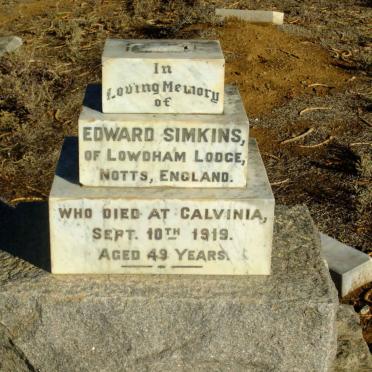 In
Loving Memory
of
EDWARD SIMKINS,
OF LOWDHAM LODGE,
NOTTS, ENGLAND.
WHO DIED AT CALVINIA,
SEPT. 10TH 1919.
AGED 49 YEARS.